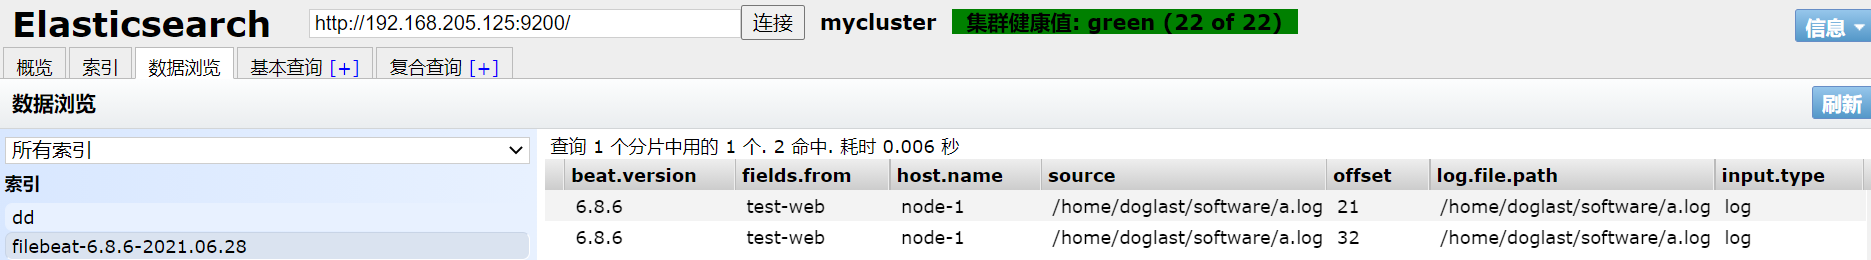 Elasticsearch http://192.168.205.125:9200/ 连接 mycluster 集群健康值: green (22 of 22) 信息
概览 索引 数据浏览 基本查询 [+] 复合查询 [+]
数据浏览 刷新
所有索引
索引
dd
filebeat-6.8.6-2021.06.28
查询 1 个分片中用的 1 个. 2 命中. 耗时 0.006 秒
beat.version fields.from host.name source offset log.file.path input.type
6.8.6 test-web node-1 /home/doglast/software/a.log 21 /home/doglast/software/a.log log
6.8.6 test-web node-1 /home/doglast/software/a.log 32 /home/doglast/software/a.log log